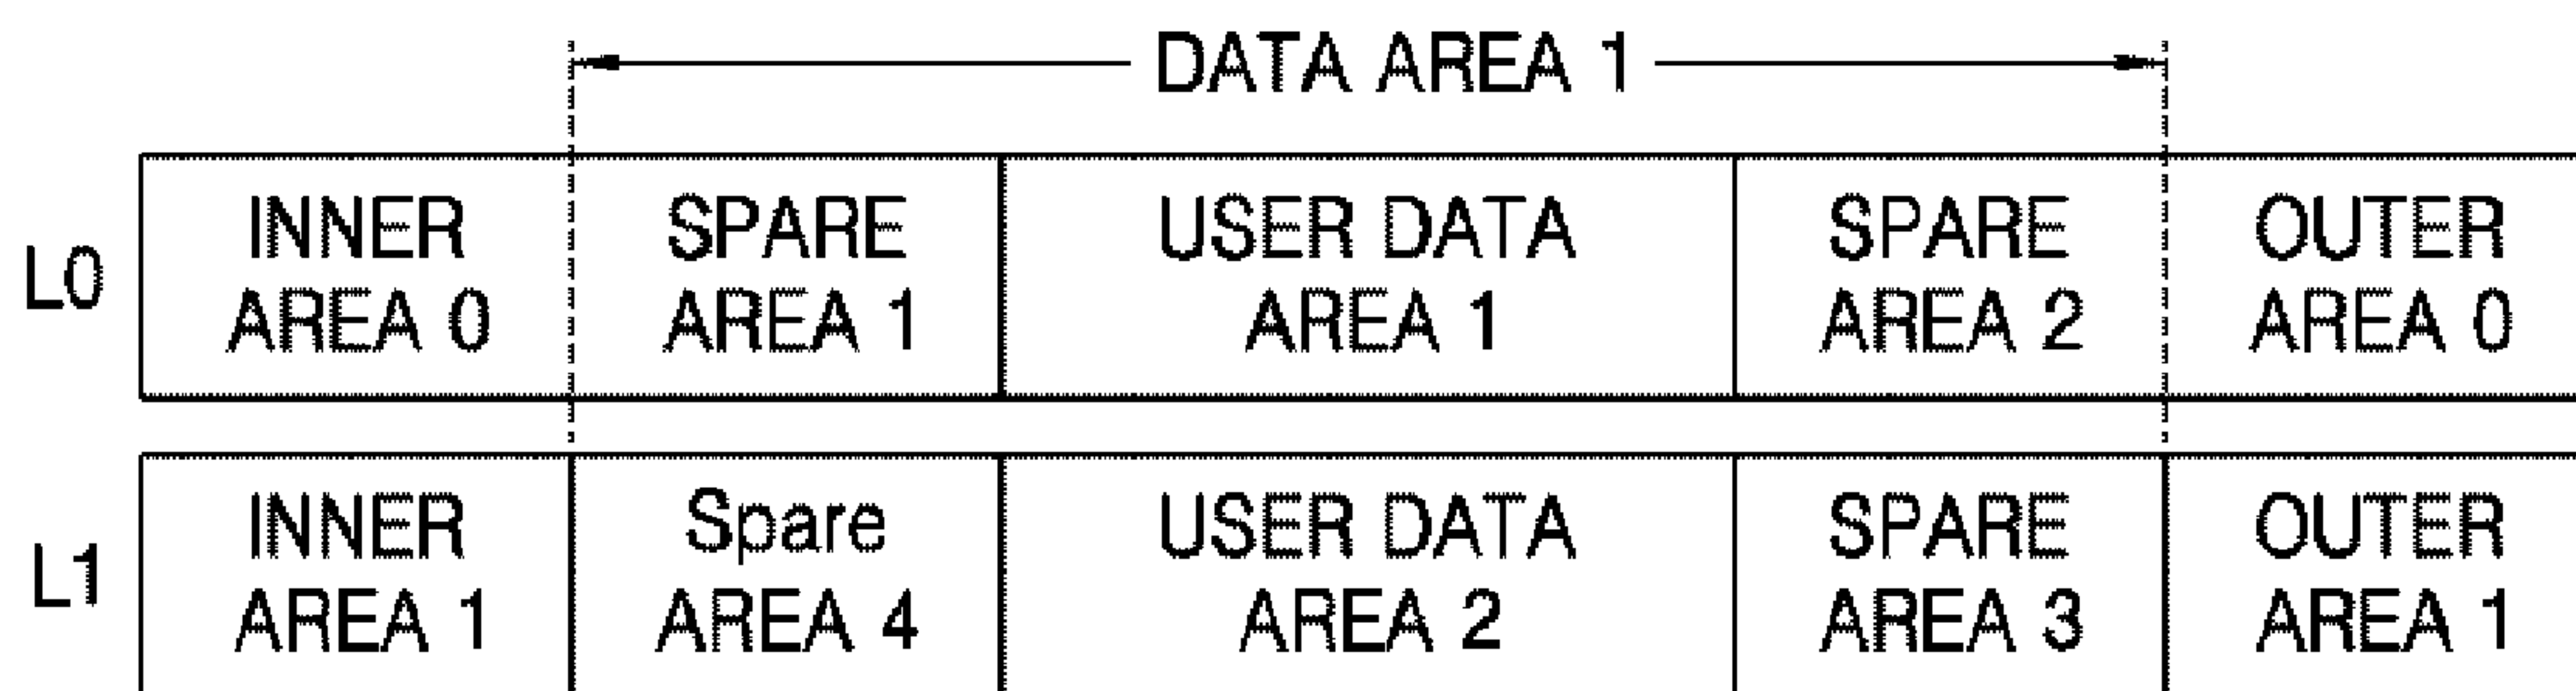 DATA AREA 1
L0
INNER
AREA 0
SPARE
AREA 1
USER DATA
AREA 1
SPARE
AREA 2
OUTER
AREA 0
L1
INNER
AREA 1
Spare
AREA 4
USER DATA
AREA 2
SPARE
AREA 3
OUTER
AREA 1